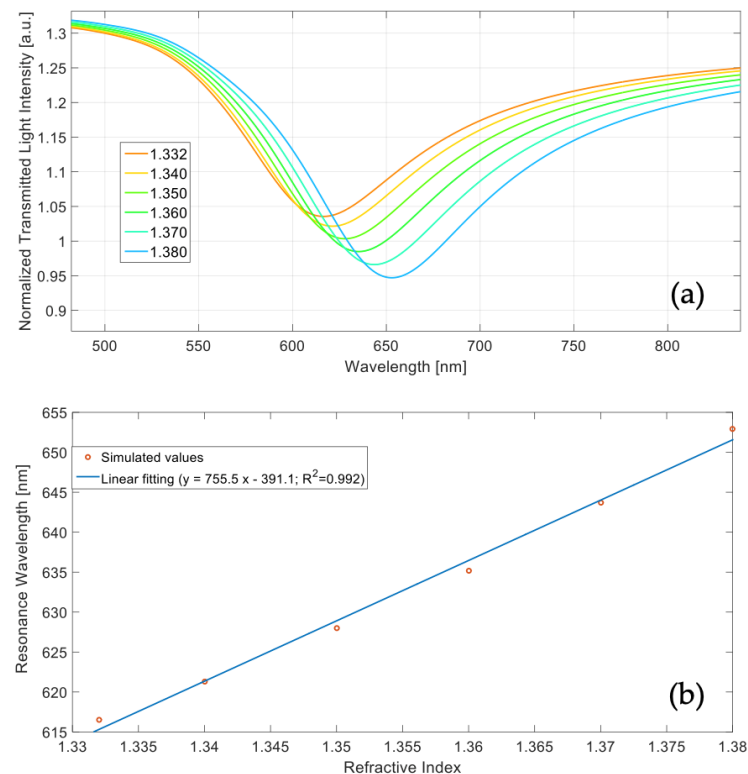 1.3
1.25
1.2
1.15
1.1
1.05
1
0.95
0.9
Normalized Transmitted Light Intensity [a.u.]
1.332
1.340
1.350
1.360
1.370
1.380
(a)
500 550 600 650 700 750 800
Wavelength [nm]
655
650
645
640
635
630
625
620
615
Resonance Wavelength [nm]
Simulated values
Linear fitting (y = 755.5 x - 391.1; R²=0.992)
(b)
1.33 1.335 1.34 1.345 1.35 1.355 1.36 1.365 1.37 1.375 1.38
Refractive Index